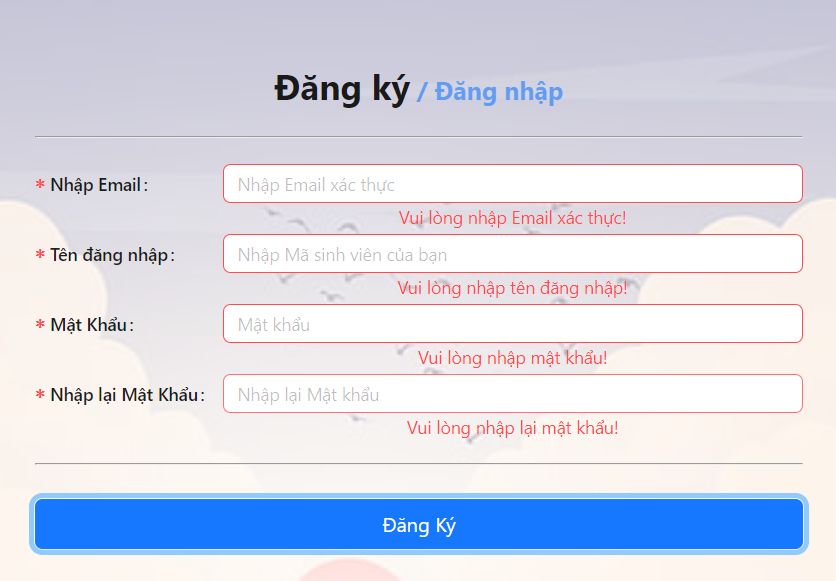 Đăng ký / Đăng nhập
* Nhập Email: Nhập Email xác thực
Vui lòng nhập Email xác thực!
* Tên đăng nhập: Nhập Mã sinh viên của bạn
Vui lòng nhập tên đăng nhập!
* Mật Khẩu: Mật khẩu
Vui lòng nhập mật khẩu!
* Nhập lại Mật Khẩu: Nhập lại Mật khẩu
Vui lòng nhập lại mật khẩu!
Đăng Ký